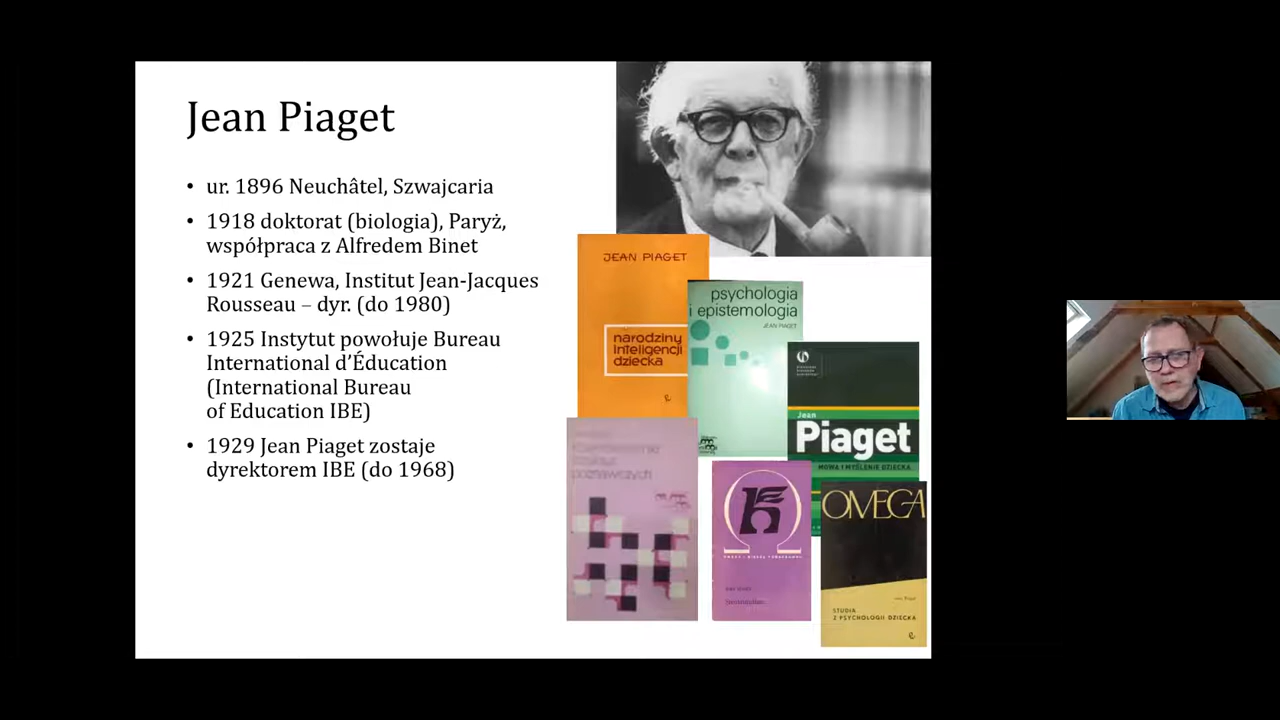 Jean Piaget
• ur. 1896 Neuchâtel, Szwajcaria
• 1918 doktorat (biologia), Paryż,
współpraca z Alfredem Binet
• 1921 Genewa, Institut Jean-Jacques
Rousseau – dyr. (do 1980)
• 1925 Instytut powołuje Bureau
International d’Éducation
(International Bureau
of Education IBE)
• 1929 Jean Piaget zostaje
dyrektorem IBE (do 1968)
JEAN PIAGET
narodziny
inteligencji
dziecka
psychologia
i epistemologia
JEAN PIAGET
Jean
Piaget
MOWA I MYŚLENIE DZIECKA
poznawczych
OMEGA
Jean Piaget
STUDIA
Z PSYCHOLOGII DZIECKA